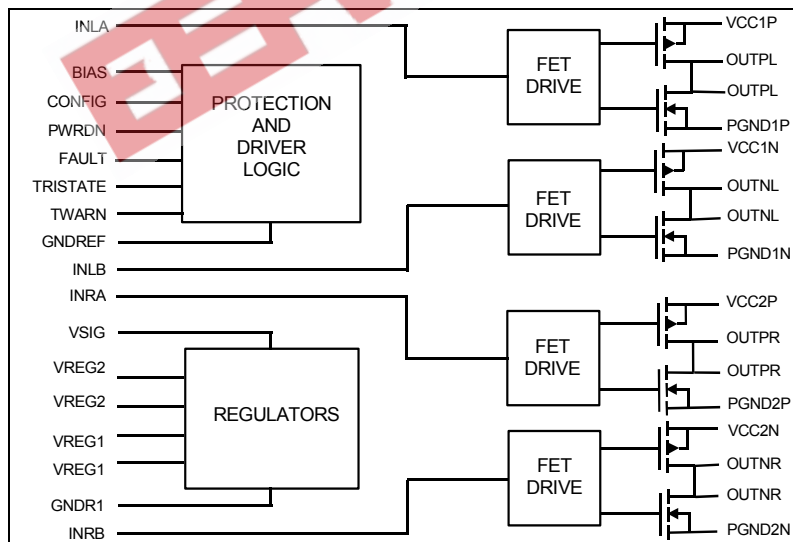 INLA
BIAS
CONFIG
PWRDN
FAULT
TRISTATE
TWARN
GNDREF
INLB
INRA
VSIG
VREG2
VREG2
VREG1
VREG1
GNDR1
INRB
PROTECTION
AND
DRIVER
LOGIC
REGULATORS
FET
DRIVE
FET
DRIVE
FET
DRIVE
FET
DRIVE
VCC1P
OUTPL
OUTPL
PGND1P
VCC1N
OUTNL
OUTNL
PGND1N
VCC2P
OUTPR
OUTPR
PGND2P
VCC2N
OUTNR
OUTNR
PGND2N